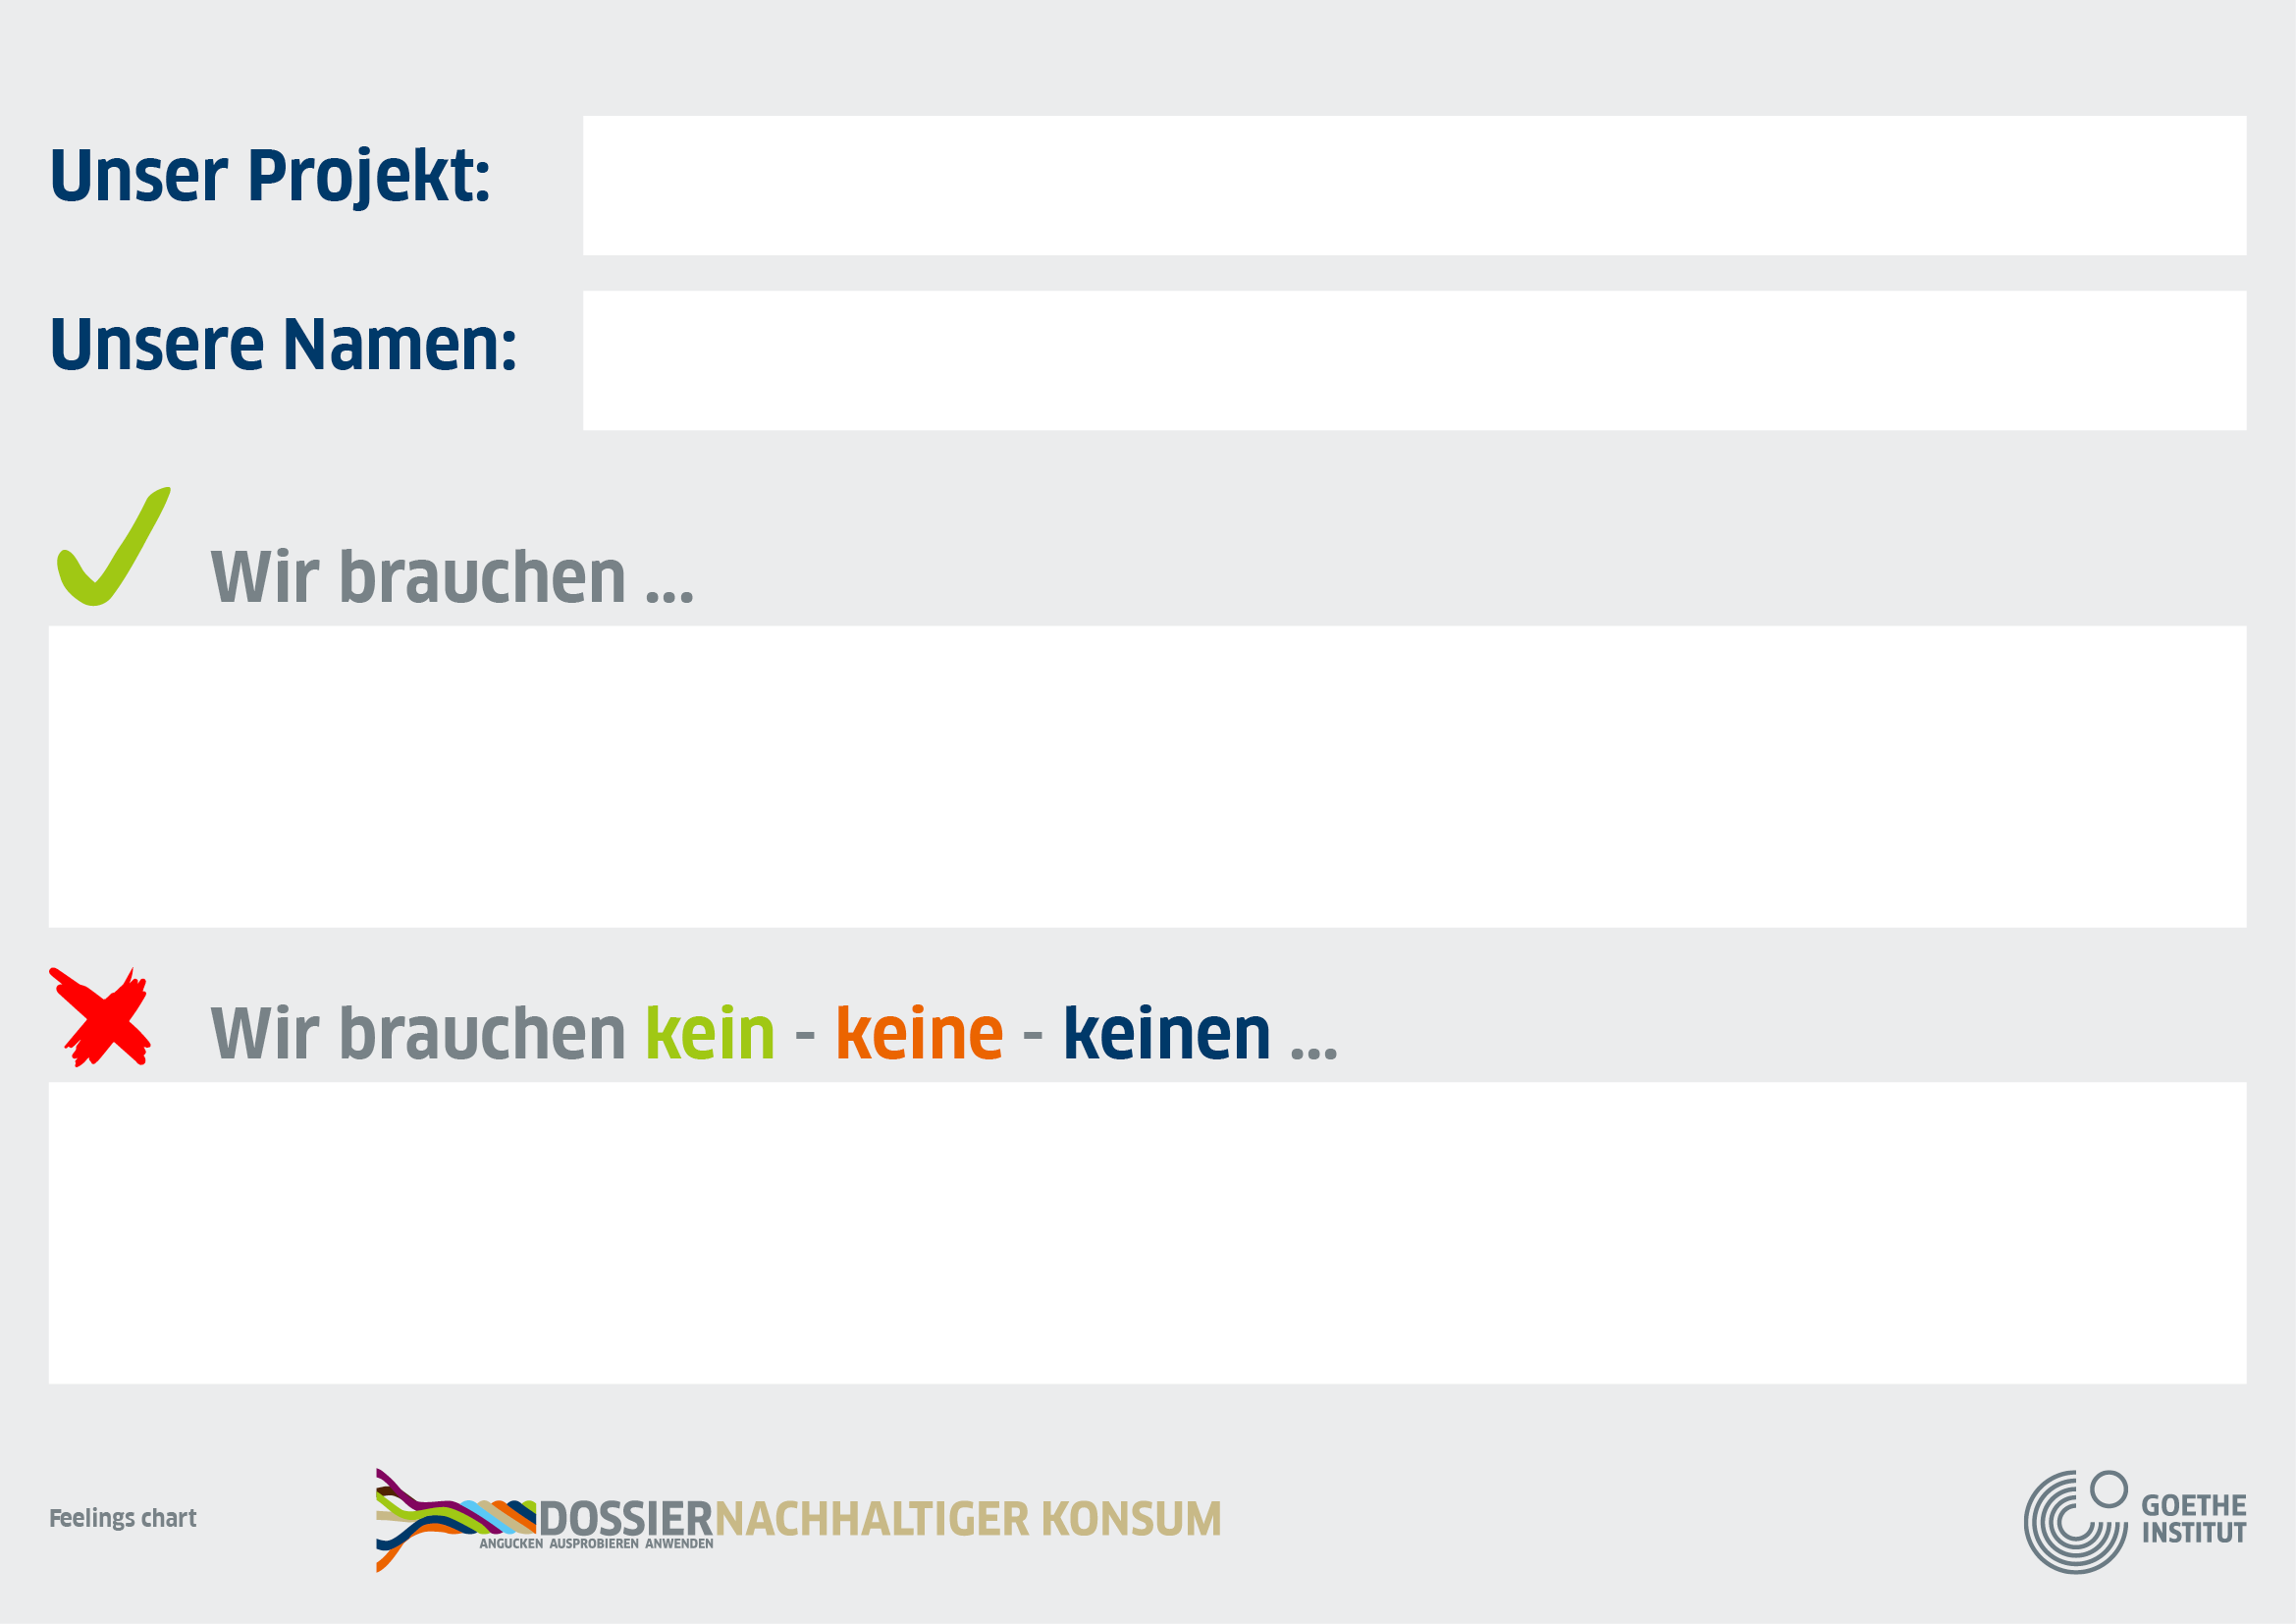 Unser Projekt:
Unsere Namen:
Wir brauchen ...
Wir brauchen kein - keine - keinen ...
Feelings chart
DOSSIERNACHHALTIGER KONSUM
ANGUCKEN AUSPROBIEREN ANWENDEN
GOETHE
INSTITUT